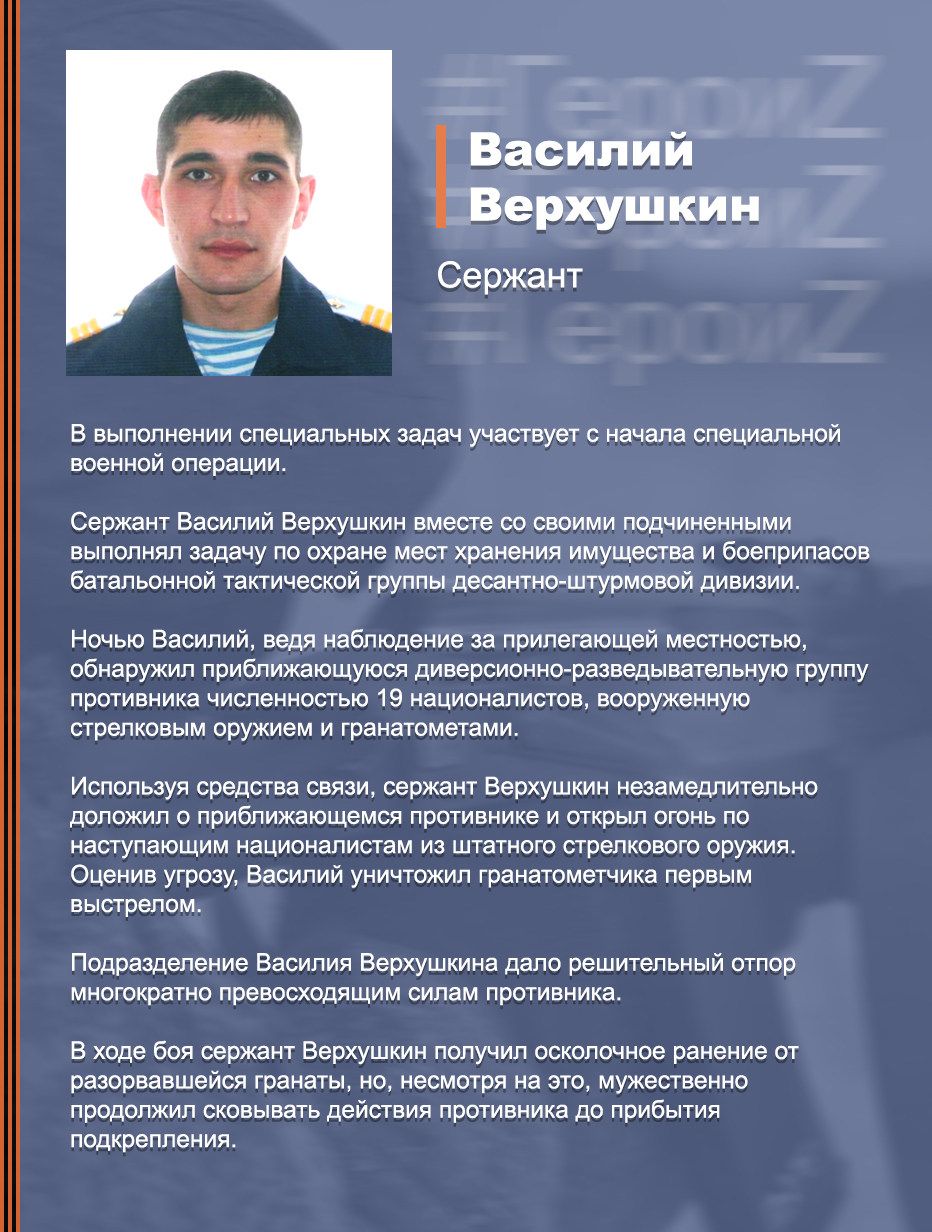 #ГероиZ
Василий
#ГероиZ
Верхушкин
Сержант
#ГероиZ
В выполнении специальных задач участвует с начала специальной
военной операции.
Сержант Василий Верхушкин вместе со своими подчиненными
выполнял задачу по охране мест хранения имущества и боеприпасов
батальонной тактической группы десантно-штурмовой дивизии.
Ночью Василий, ведя наблюдение за прилегающей местностью,
обнаружил приближающуюся диверсионно-разведывательную группу
противника численностью 19 националистов, вооруженную
стрелковым оружием и гранатометами.
Используя средства связи, сержант Верхушкин незамедлительно
доложил о приближающемся противнике и открыл огонь по
наступающим националистам из штатного стрелкового оружия.
Оценив угрозу, Василий уничтожил гранатометчика первым
выстрелом.
Подразделение Василия Верхушкина дало решительный отпор
многократно превосходящим силам противника.
В ходе боя сержант Верхушкин получил осколочное ранение от
разорвавшейся гранаты, но, несмотря на это, мужественно
продолжил сковывать действия противника до прибытия
подкрепления.